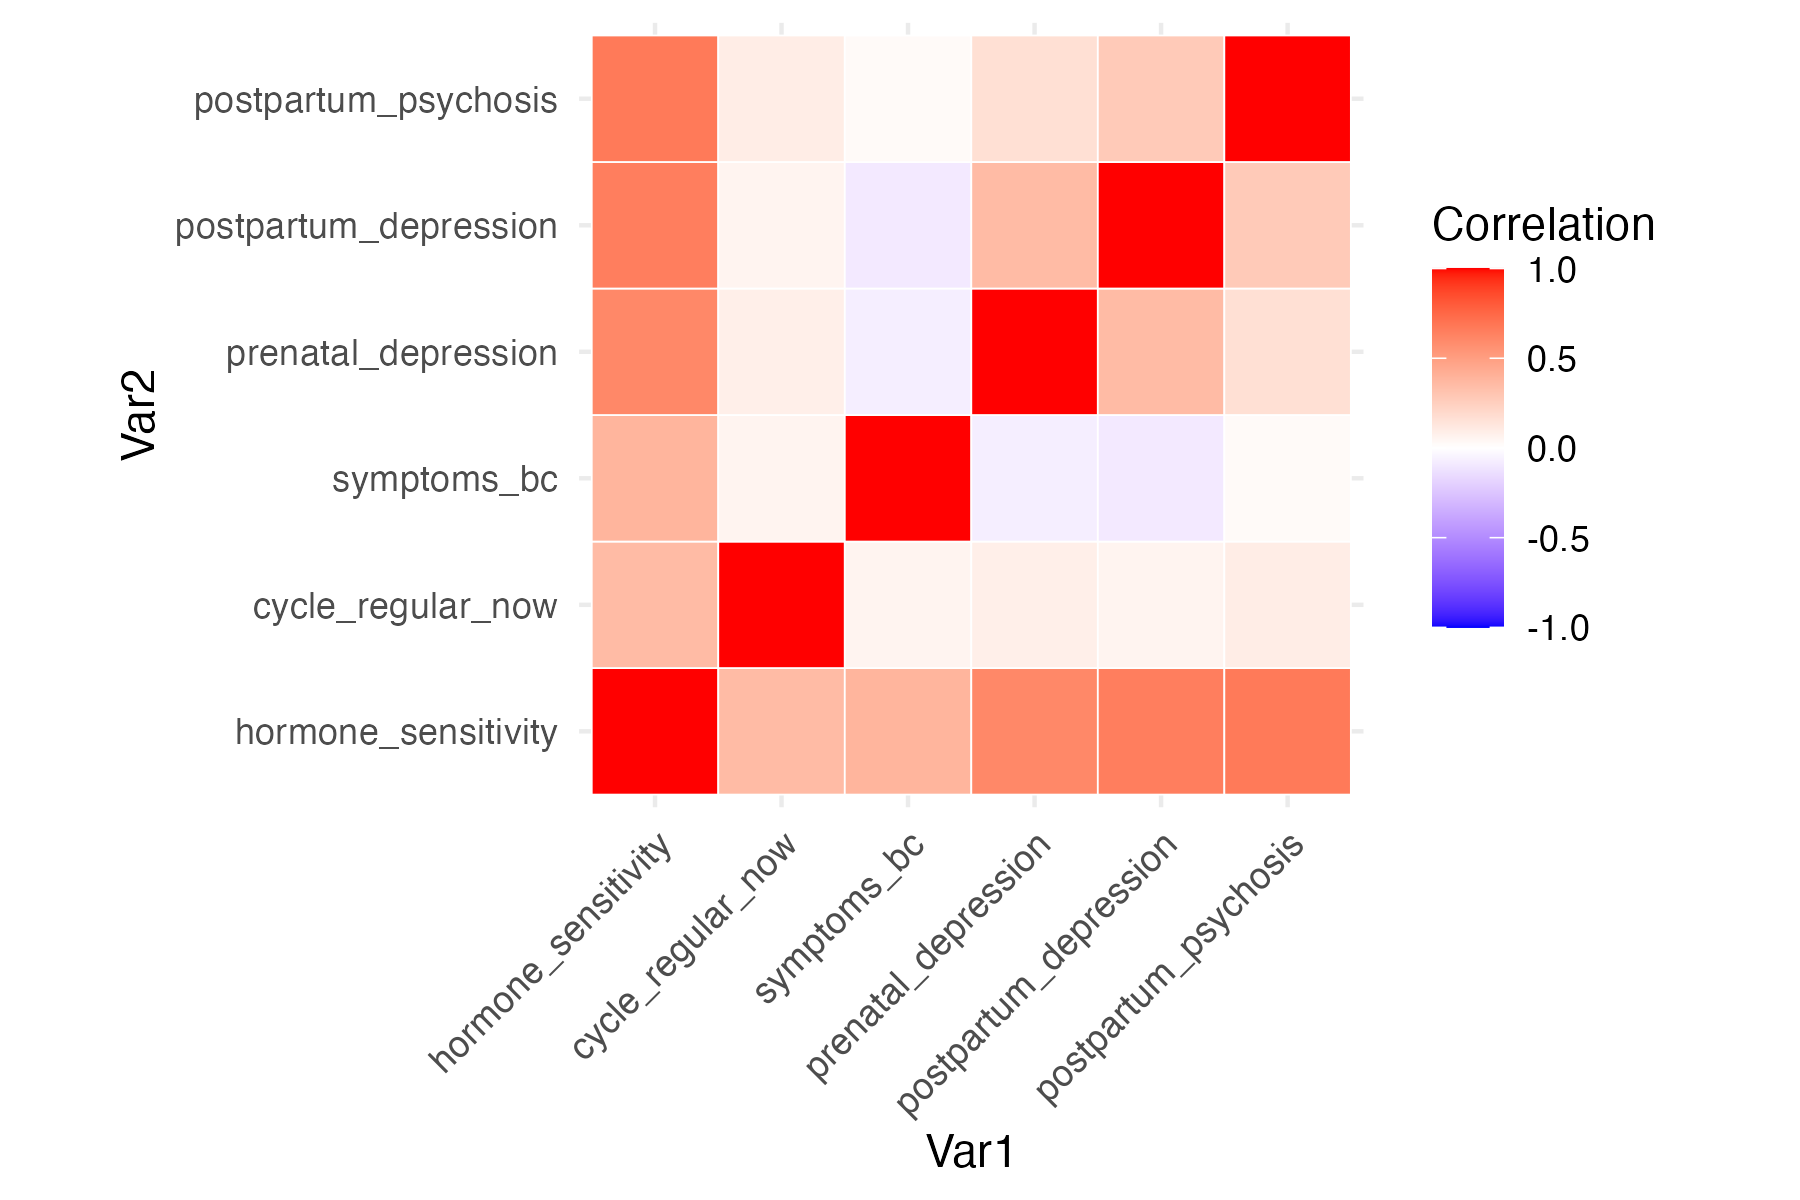 postpartum_psychosis
postpartum_depression
prenatal_depression
symptoms_bc
cycle_regular_now
hormone_sensitivity
Var2
hormone_sensitivity
cycle_regular_now
symptoms_bc
prenatal_depression
postpartum_depression
postpartum_psychosis
Var1
Correlation
1.0
0.5
0.0
-0.5
-1.0